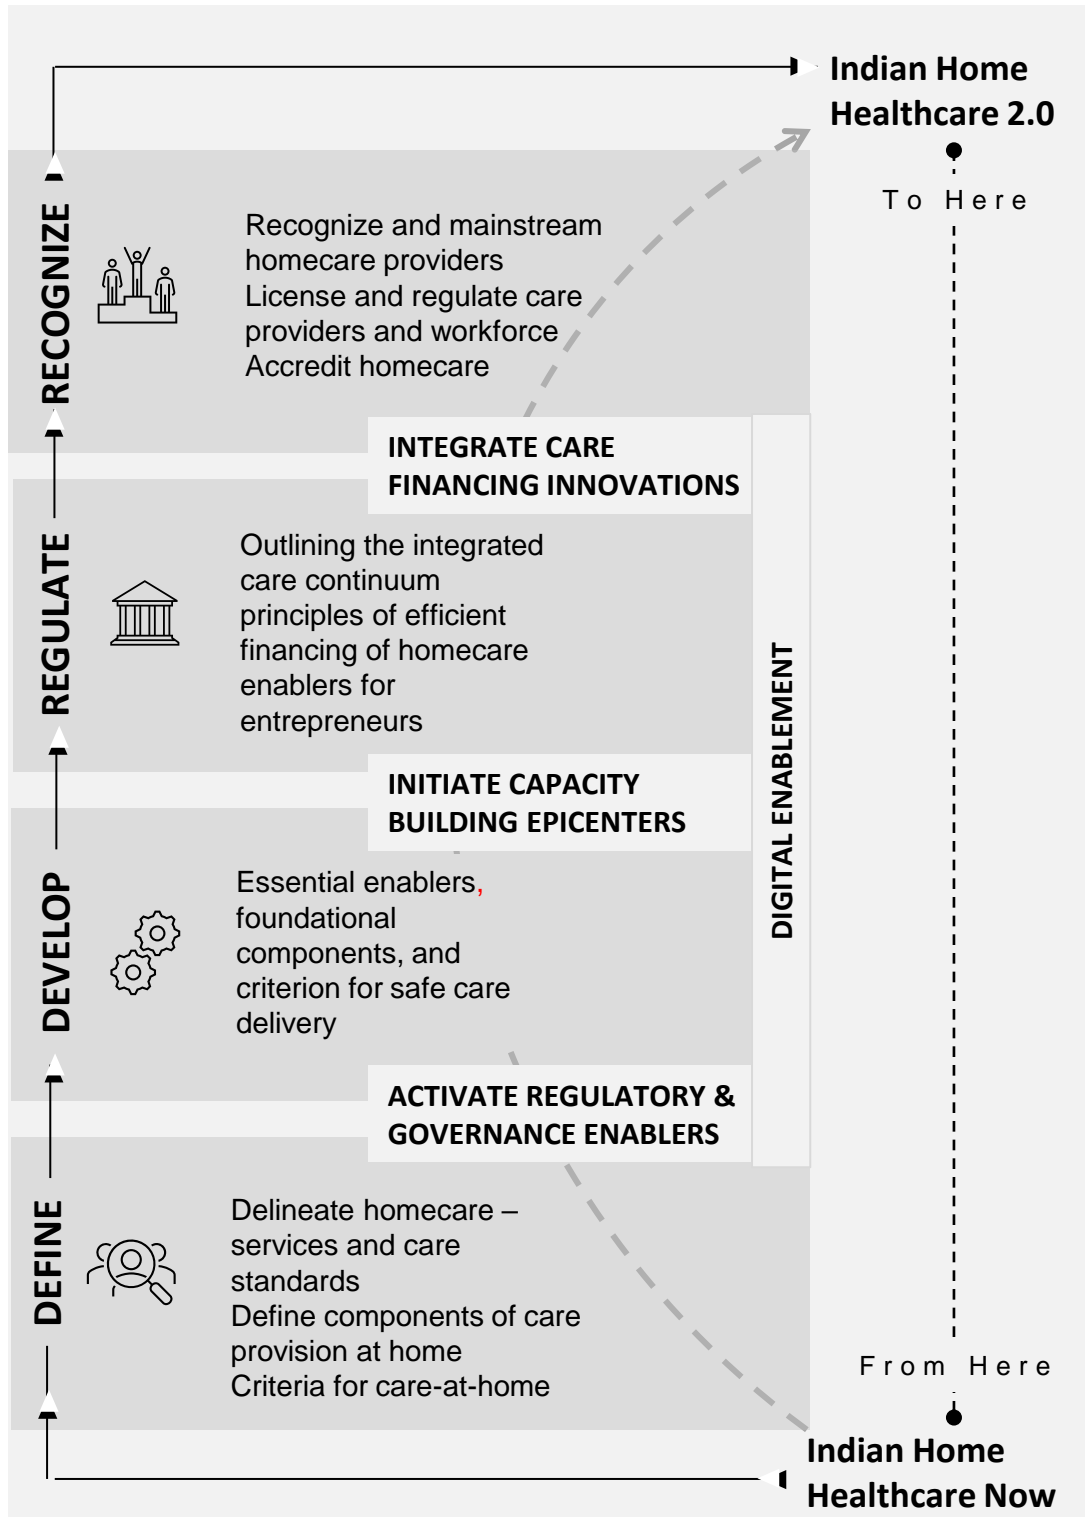 Indian Home
Healthcare 2.0
To Here
RECOGNIZE
Recognize and mainstream
homecare providers
License and regulate care
providers and workforce
Accredit homecare
INTEGRATE CARE
FINANCING INNOVATIONS
REGULATE
Outlining the integrated
care continuum
principles of efficient
financing of homecare
enablers for
entrepreneurs
DIGITAL ENABLEMENT
INITIATE CAPACITY
BUILDING EPICENTERS
DEVELOP
Essential enablers,
foundational
components, and
criterion for safe care
delivery
ACTIVATE REGULATORY &
GOVERNANCE ENABLERS
DEFINE
Delineate homecare –
services and care
standards
Define components of care
provision at home
Criteria for care-at-home
From Here
Indian Home
Healthcare Now